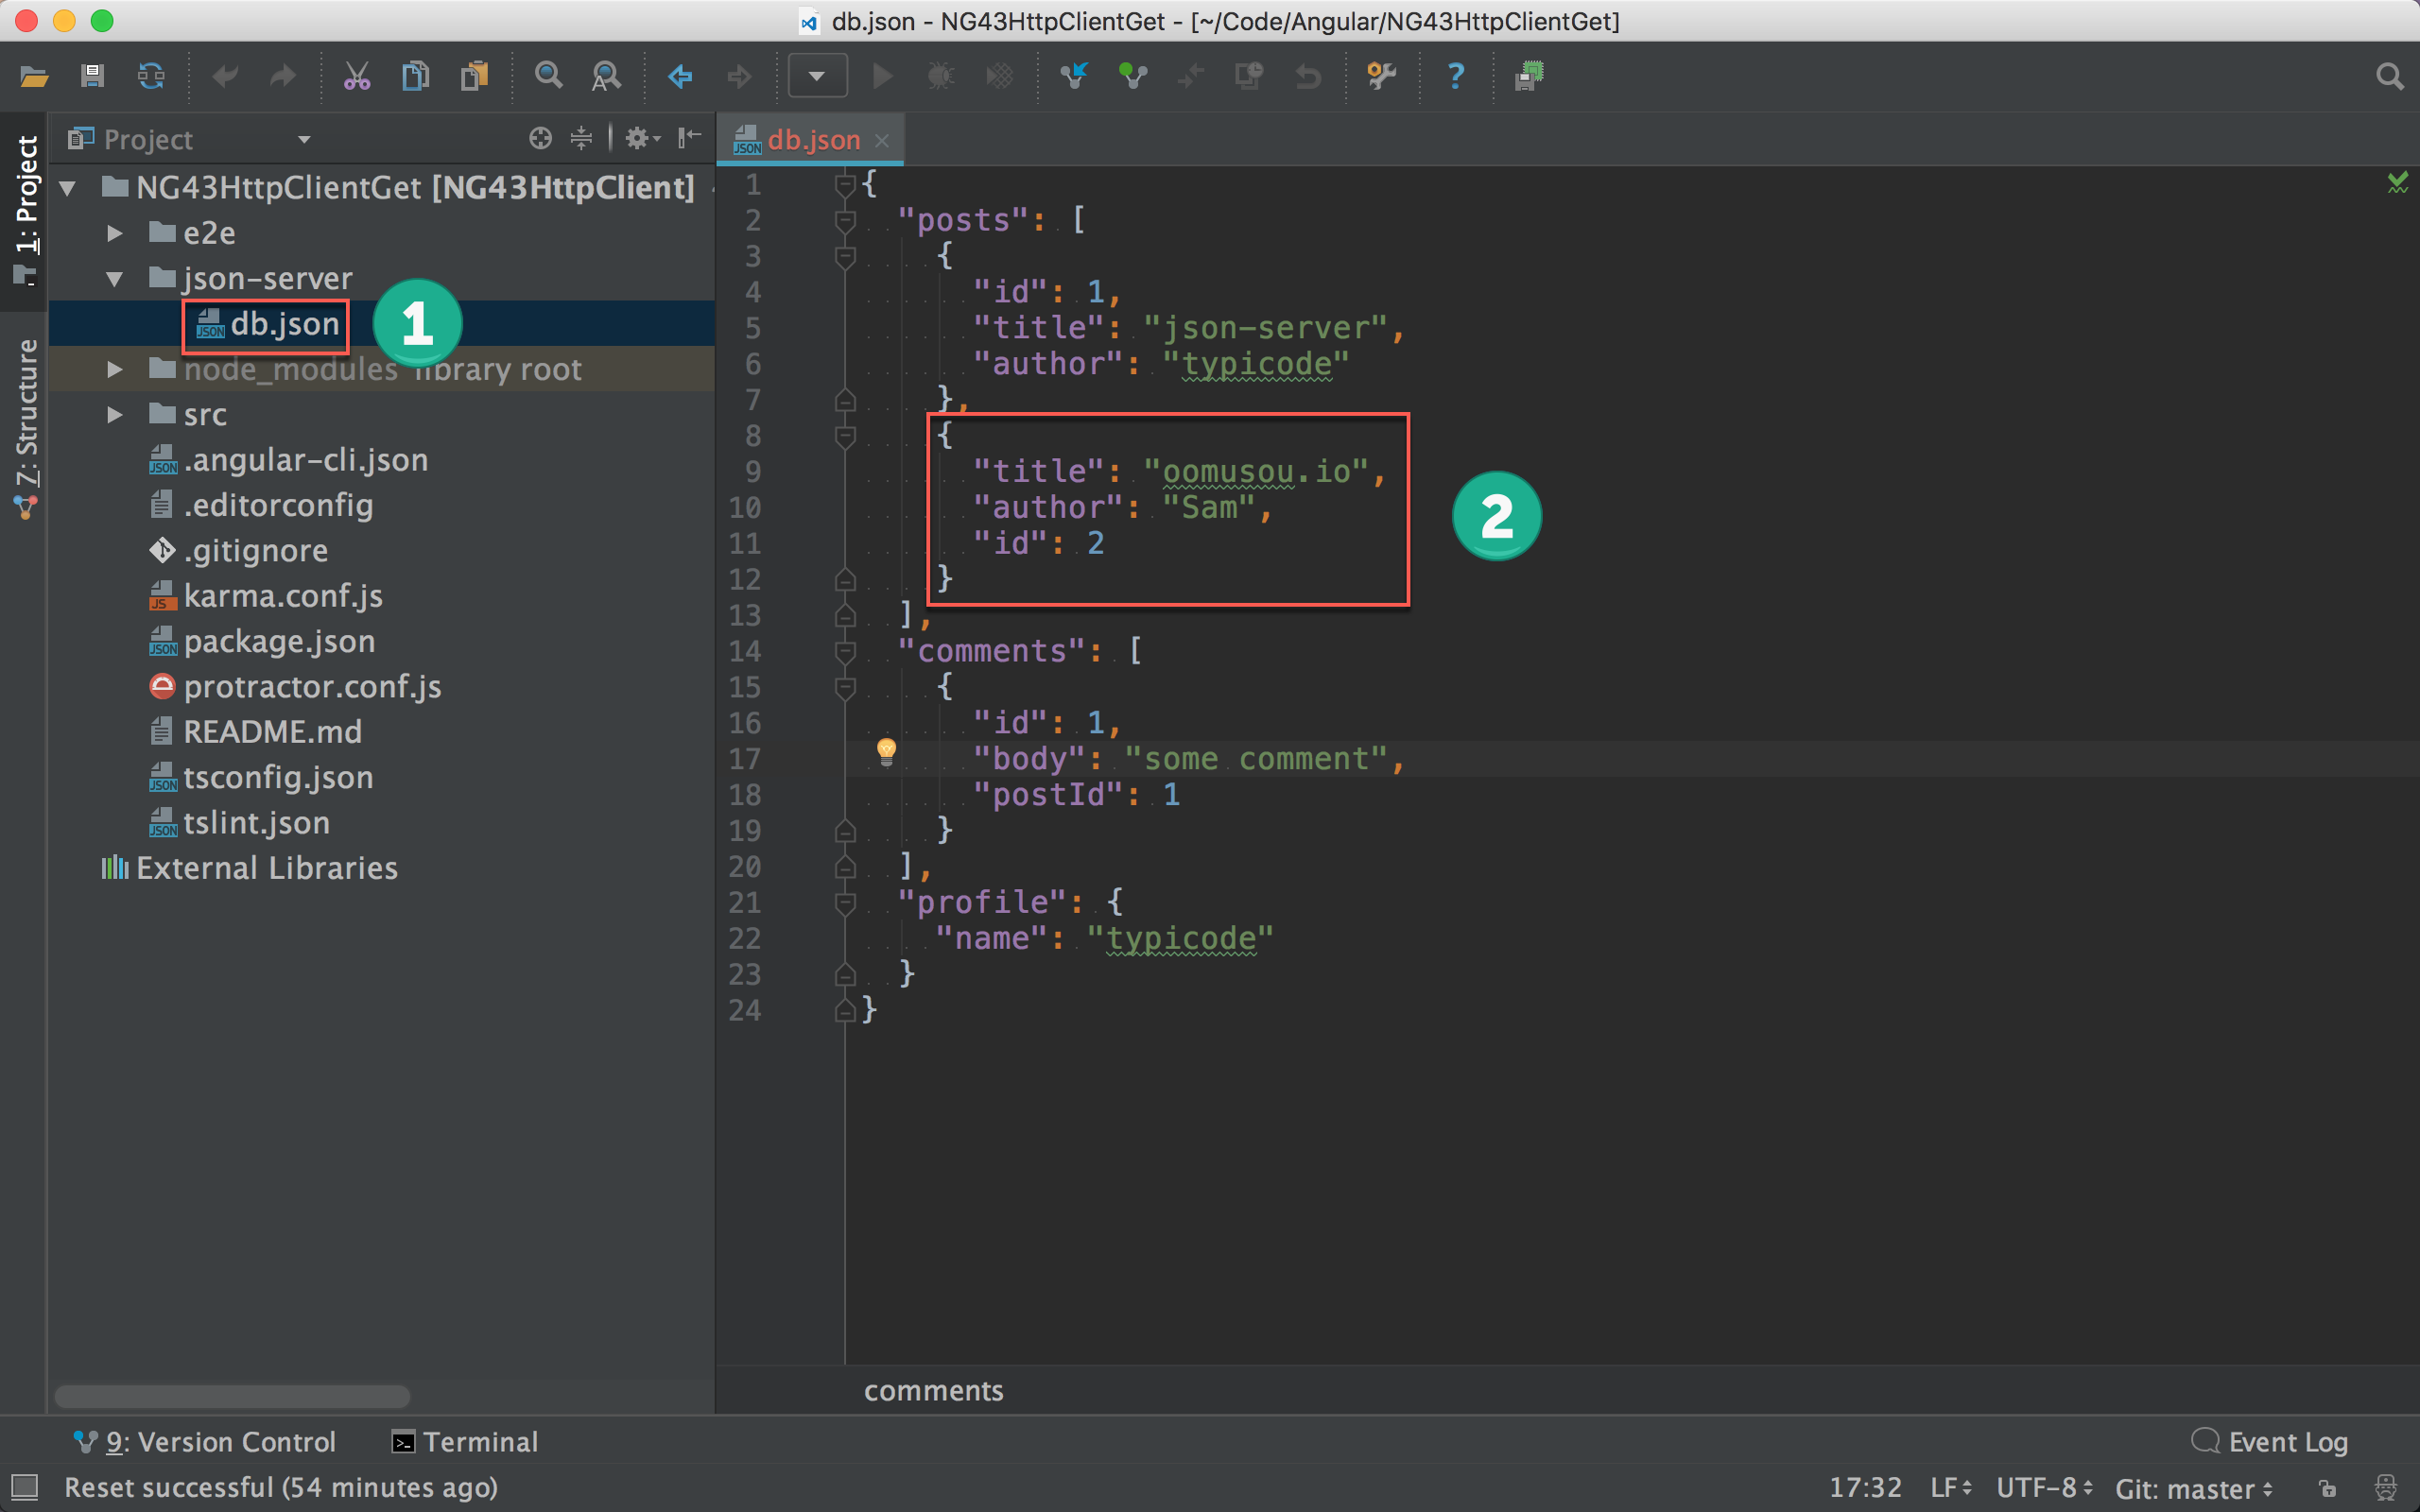 db.json - NG43HttpClientGet - [~/Code/Angular/NG43HttpClientGet]
1: Project
7: Structure
Project
NG43HttpClientGet [NG43HttpClient]
e2e
json-server
db.json
1
node_modules library root
src
.angular-cli.json
.editorconfig
.gitignore
karma.conf.js
package.json
protractor.conf.js
README.md
tsconfig.json
tslint.json
External Libraries
db.json
1 {
2 "posts": [
3 {
4 "id": 1,
5 "title": "json-server",
6 "author": "typicode"
7 },
8 {
9 "title": "oomusou.io",
10 "author": "Sam",
11 "id": 2
12 }
13 ],
14 "comments": [
15 {
16 "id": 1,
17 "body": "some comment",
18 "postId": 1
19 }
20 ],
21 "profile": {
22 "name": "typicode"
23 }
24 }
2
comments
9: Version Control
Terminal
Event Log
Reset successful (54 minutes ago)
17:32
LF
UTF-8
Git: master